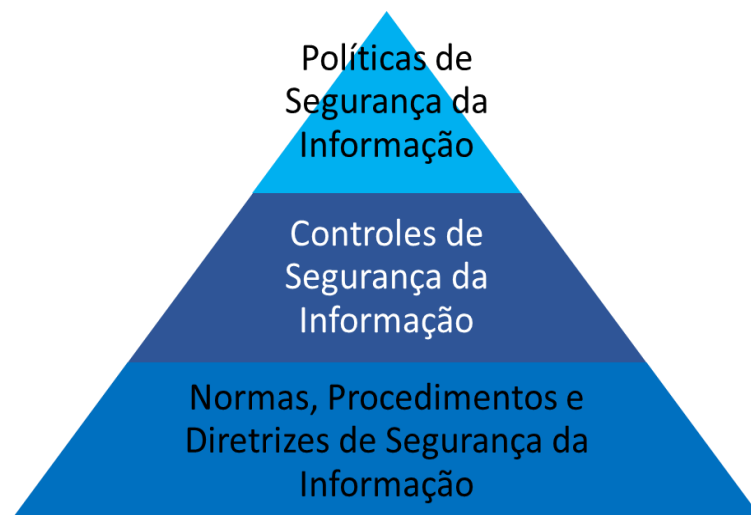 Políticas de
Segurança da
Informação
Controles de
Segurança da
Informação
Normas, Procedimentos e
Diretrizes de Segurança da
Informação